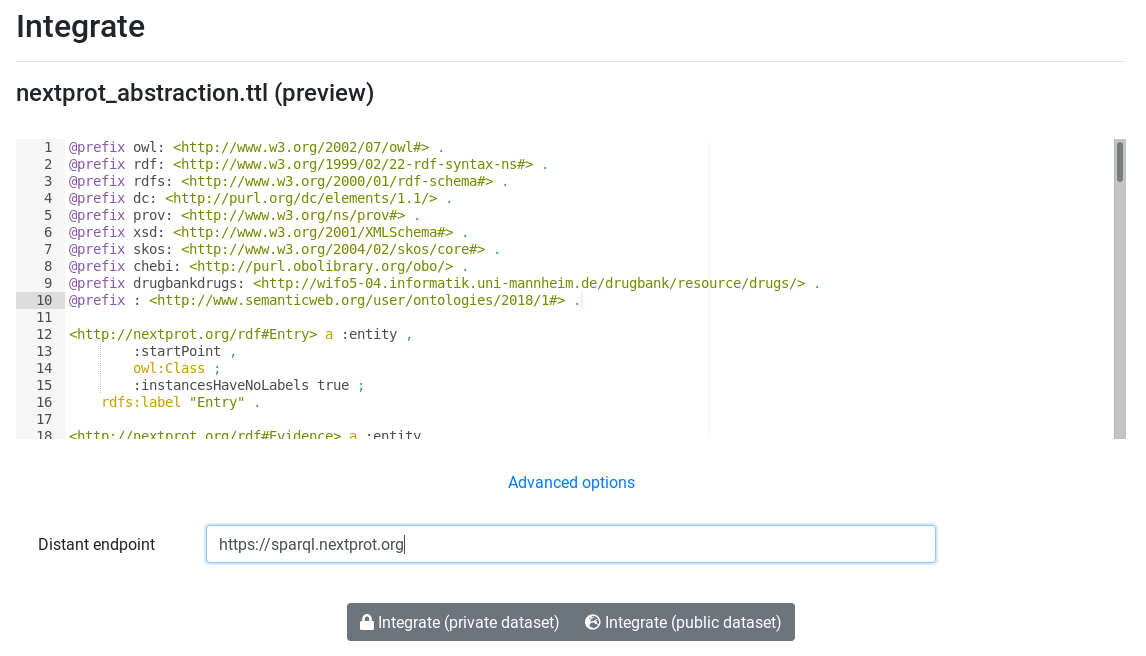 Integrate
nextprot_abstraction.ttl (preview)
1 @prefix owl: <http://www.w3.org/2002/07/owl#> .
2 @prefix rdf: <http://www.w3.org/1999/02/22-rdf-syntax-ns#> .
3 @prefix rdfs: <http://www.w3.org/2000/01/rdf-schema#> .
4 @prefix dc: <http://purl.org/dc/elements/1.1/> .
5 @prefix prov: <http://www.w3.org/ns/prov#> .
6 @prefix xsd: <http://www.w3.org/2001/XMLSchema#> .
7 @prefix skos: <http://www.w3.org/2004/02/skos/core#> .
8 @prefix chebi: <http://purl.obolibrary.org/obo/> .
9 @prefix drugbankdrugs: <http://wifo5-04.informatik.uni-mannheim.de/drugbank/resource/drugs/> .
10 @prefix : <http://www.semanticweb.org/user/ontologies/2018/1#> .
11
12 <http://nextprot.org/rdf#Entry> a :entity ,
13 :startPoint ,
14 owl:Class ;
15 :instancesHaveNoLabels true ;
16 rdfs:label "Entry" .
17
18 <http://nextprot.org/rdf#Evidence> a :entity ,
Advanced options
Distant endpoint https://sparql.nextprot.org
Integrate (private dataset) Integrate (public dataset)